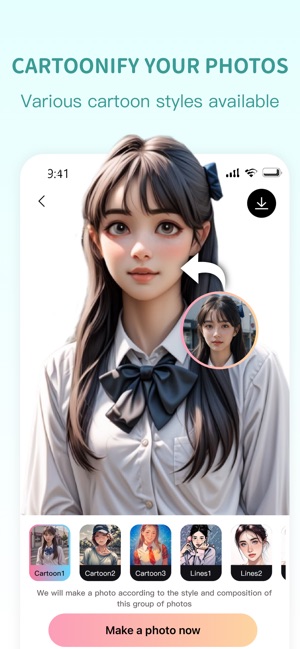 CARTOONIFY YOUR PHOTOS
Various cartoon styles available
9:41
Cartoon1
Cartoon2
Cartoon3
Lines1
Lines2
We will make a photo according to the style and composition of
this group of photos
Make a photo now